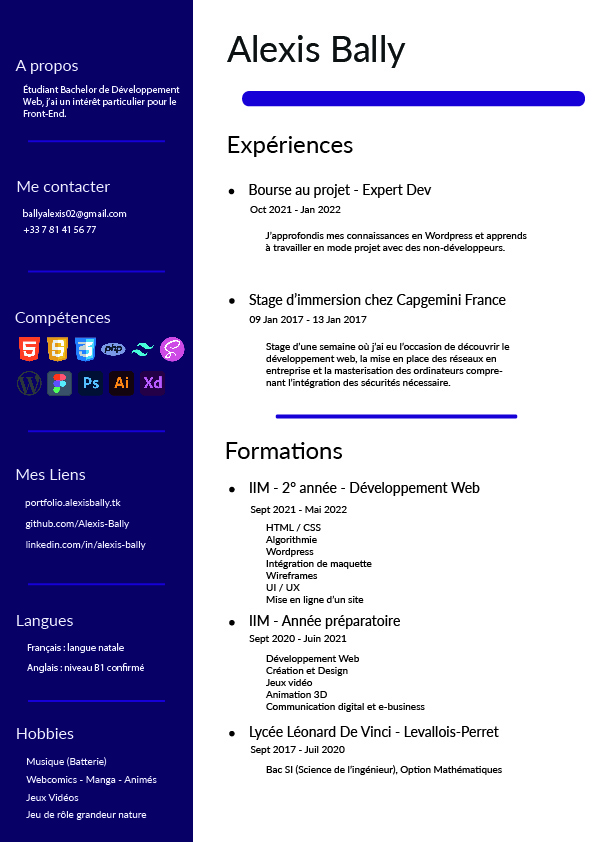 Alexis Bally
A propos
Étudiant Bachelor de Développement
Web, j'ai un intérêt particulier pour le
Front-End.
Me contacter
ballyalexis02@gmail.com
+33 7 81 41 56 77
Compétences
5 5 3 php
W Ps Ai Xd
Mes Liens
portfolio.alexisbally.tk
github.com/Alexis-Bally
linkedin.com/in/alexis-bally
Langues
Français : langue natale
Anglais : niveau B1 confirmé
Hobbies
Musique (Batterie)
Webcomics - Manga - Animés
Jeux Vidéos
Jeu de rôle grandeur nature
Expériences
• Bourse au projet - Expert Dev
Oct 2021 - Jan 2022
J'approfondis mes connaissances en Wordpress et apprends
à travailler en mode projet avec des non-développeurs.
• Stage d'immersion chez Capgemini France
09 Jan 2017 - 13 Jan 2017
Stage d'une semaine où j'ai eu l'occasion de découvrir le
développement web, la mise en place des réseaux en
entreprise et la masterisation des ordinateurs compre-
nant l'intégration des sécurités nécessaire.
Formations
• IIM - 2° année - Développement Web
Sept 2021 - Mai 2022
HTML / CSS
Algorithmie
Wordpress
Intégration de maquette
Wireframes
UI / UX
Mise en ligne d'un site
• IIM - Année préparatoire
Sept 2020 - Juin 2021
Développement Web
Création et Design
Jeux vidéo
Animation 3D
Communication digital et e-business
• Lycée Léonard De Vinci - Levallois-Perret
Sept 2017 - Juil 2020
Bac SI (Science de l'ingénieur), Option Mathématiques